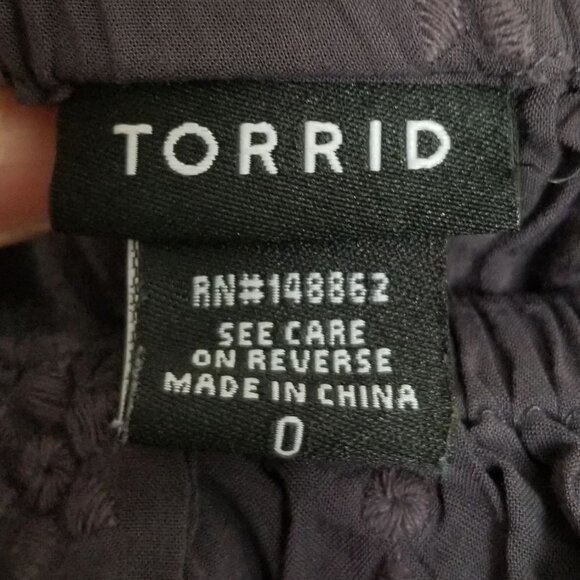 TORRID
RN#148862
SEE CARE
ON REVERSE
MADE IN CHINA
0